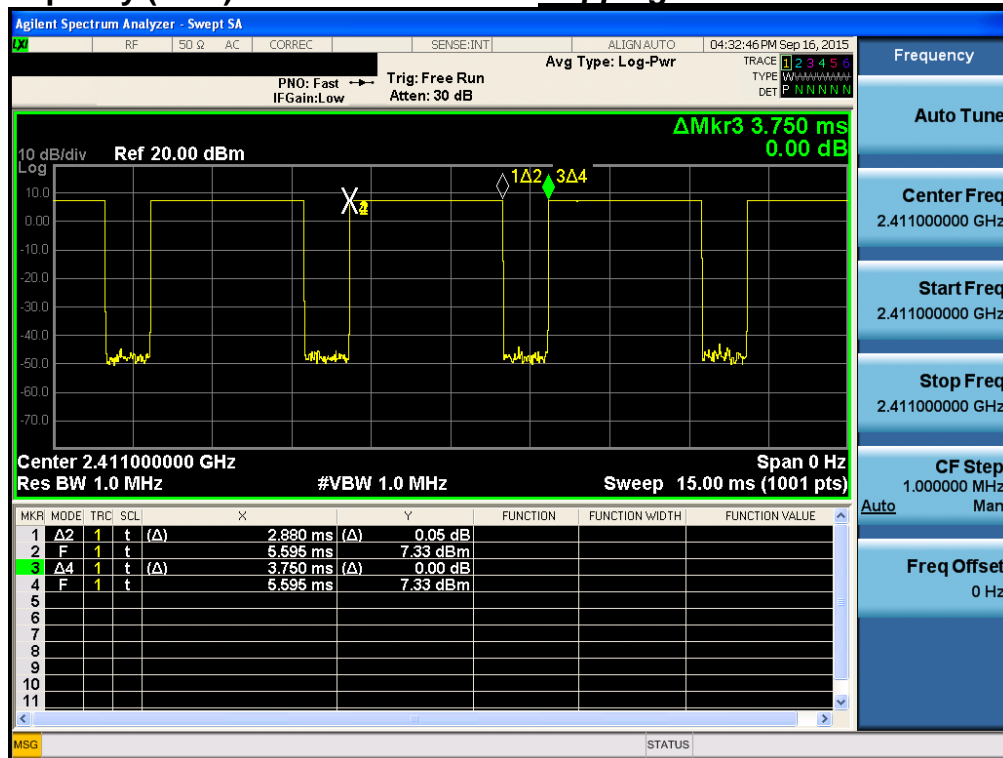 Agilent Spectrum Analyzer - Swept SA
LXI RF 50 Ω AC CORREC SENSE:INT ALIGN AUTO 04:32:46 PM Sep 16, 2015
PNO: Fast
IFGain:Low
Trig: Free Run
Atten: 30 dB
Avg Type: Log-Pwr
TRACE 1 2 3 4 5 6
TYPE
DET P N N N N N
ΔMkr3 3.750 ms
0.00 dB
10 dB/div Ref 20.00 dBm
Log
1Δ2 3Δ4
10.0
0.00
-10.0
-20.0
-30.0
-40.0
-50.0
-60.0
-70.0
Center 2.411000000 GHz Span 0 Hz
Res BW 1.0 MHz #VBW 1.0 MHz Sweep 15.00 ms (1001 pts)
MKR MODE TRC SCL X Y FUNCTION FUNCTION WIDTH FUNCTION VALUE
1 Δ2 1 t (Δ) 2.880 ms (Δ) 0.05 dB
2 F 1 t 5.595 ms 7.33 dBm
3 Δ4 1 t (Δ) 3.750 ms (Δ) 0.00 dB
4 F 1 t 5.595 ms 7.33 dBm
5
6
7
8
9
10
11
MSG STATUS
Frequency
Auto Tune
Center Freq
2.411000000 GHz
Start Freq
2.411000000 GHz
Stop Freq
2.411000000 GHz
CF Step
1.000000 MHz
Auto Man
Freq Offset
0 Hz